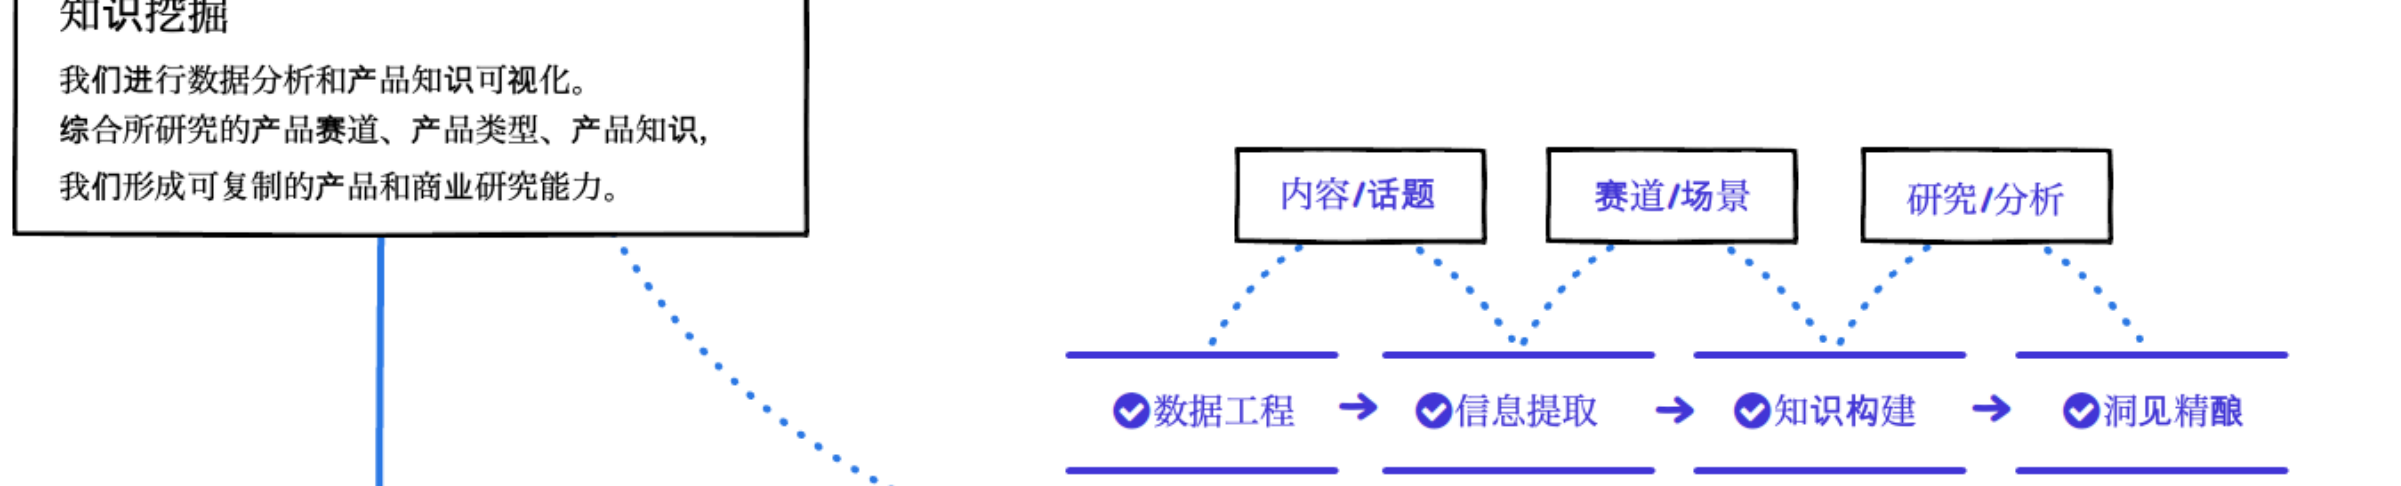 知识挖掘
我们进行数据分析和产品知识可视化。
综合所研究的产品赛道、产品类型、产品知识,
我们形成可复制的产品和商业研究能力。
内容/话题
赛道/场景
研究/分析
数据工程
信息提取
知识构建
洞见精酿